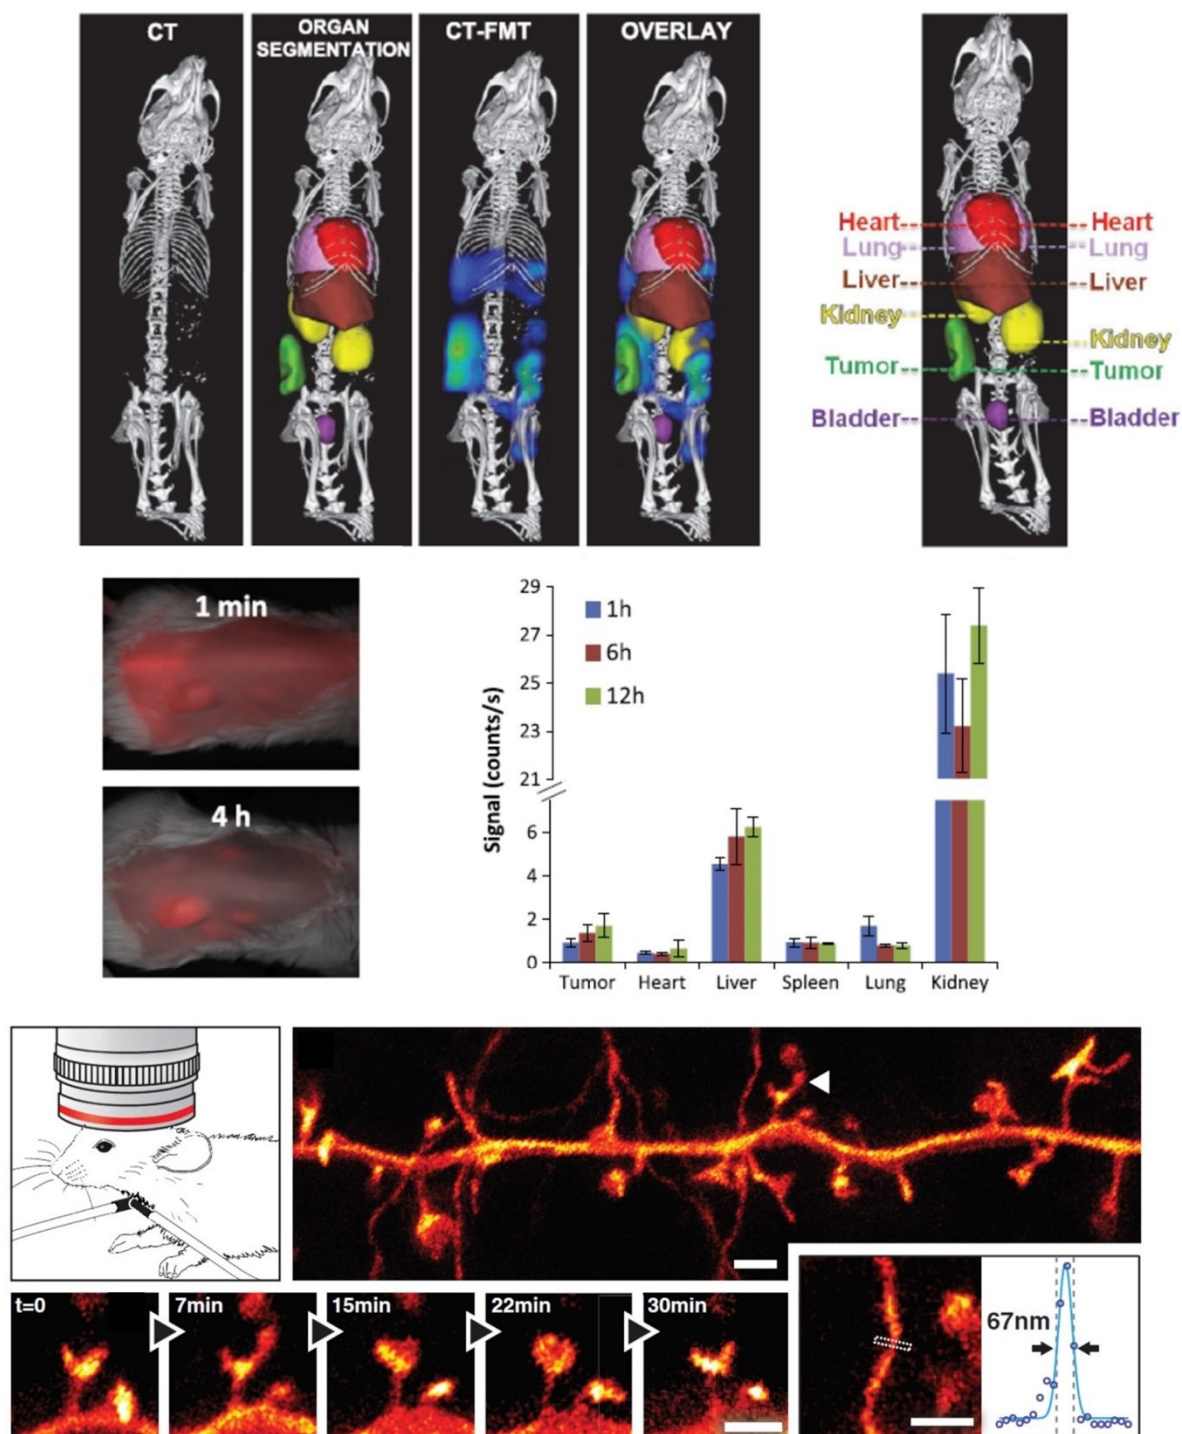 CT
ORGAN
SEGMENTATION
CT-FMT
OVERLAY
Heart
Heart
Lung
Lung
Liver
Liver
Kidney
Kidney
Tumor
Tumor
Bladder
Bladder
1 min
4 h
Signal (counts/s)
29
27
25
23
21
6
4
2
0
1h
6h
12h
Tumor Heart Liver Spleen Lung Kidney
t=0
7min
15min
22min
30min
67nm